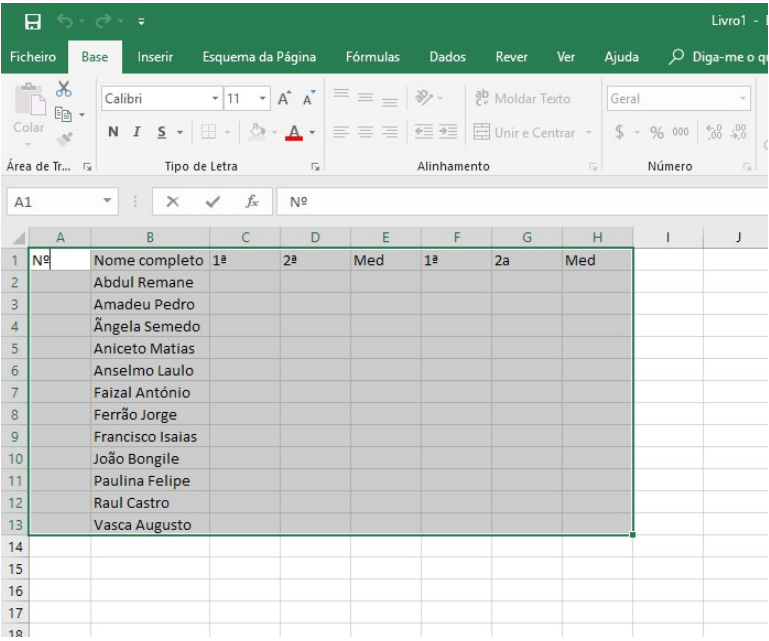 Livro1 -
Ficheiro Base Inserir Esquema da Página Fórmulas Dados Rever Ver Ajuda Diga-me o q
Calibri 11 A A ab Moldar Texto Geral
Colar N I S A Unir e Centrar $ % 000 ,00 ,00
Área de Tr... Tipo de Letra Alinhamento Número
A1 fx Nº
A B C D E F G H I J
1 Nº Nome completo 1ª 2ª Med 1ª 2a Med
2 Abdul Remane
3 Amadeu Pedro
4 Ãngela Semedo
5 Aniceto Matias
6 Anselmo Laulo
7 Faizal António
8 Ferrão Jorge
9 Francisco Isaias
10 João Bongile
11 Paulina Felipe
12 Raul Castro
13 Vasca Augusto
14
15
16
17
18